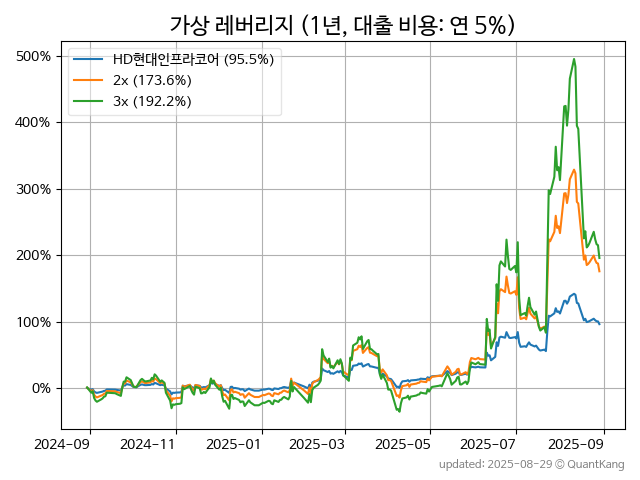 가상 레버리지 (1년, 대출 비용: 연 5%)
HD현대인프라코어 (95.5%)
2x (173.6%)
3x (192.2%)
500%
400%
300%
200%
100%
0%
2024-09 2024-11 2025-01 2025-03 2025-05 2025-07 2025-09
updated: 2025-08-29 © QuantKang